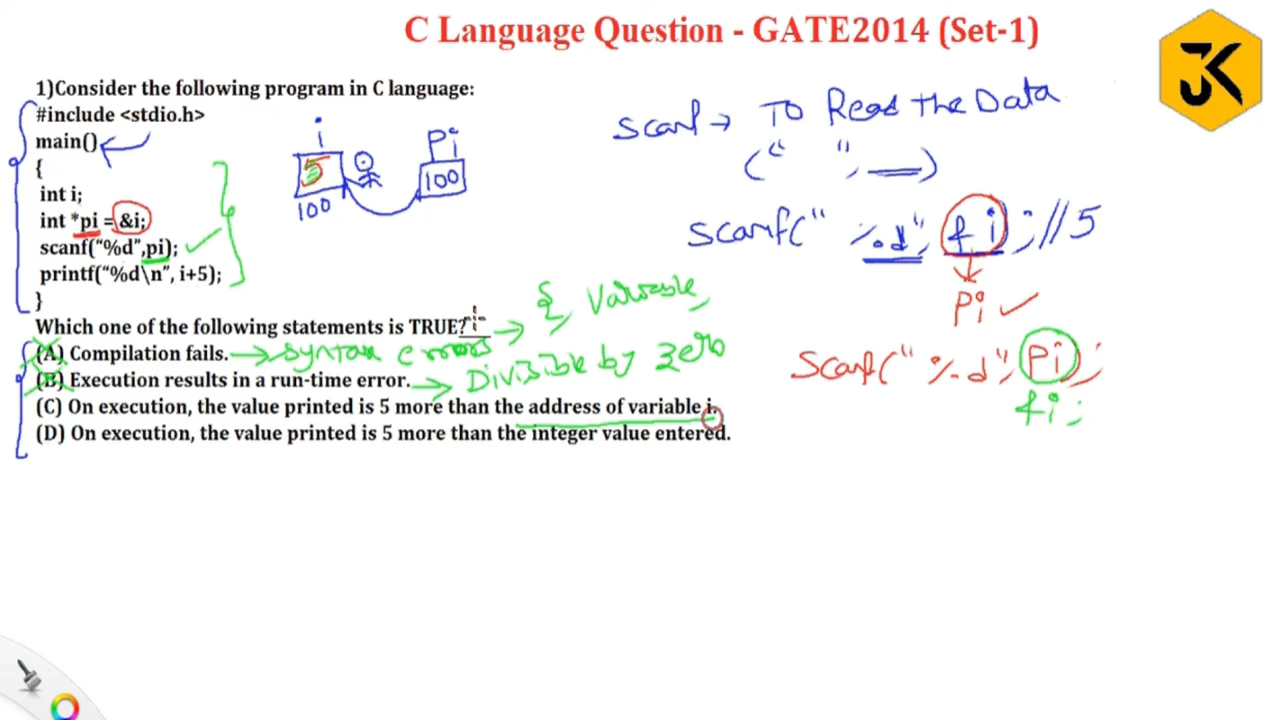 C Language Question - GATE2014 (Set-1)
JK
1)Consider the following program in C language:
#include <stdio.h>
main()
{
int i;
int *pi = &i;
scanf("%d",pi);
printf("%d\n", i+5);
}
i
5
100
Pi
100
scanf → To Read the Data
(" ", __)
scanf("%d", &i); //5
Pi ✓
scanf("%d", Pi);
&i;
Which one of the following statements is TRUE?
(A) Compilation fails. → syntax errors → {, Variable,
(B) Execution results in a run-time error. → Divisible by zero
(C) On execution, the value printed is 5 more than the address of variable i.
(D) On execution, the value printed is 5 more than the integer value entered.